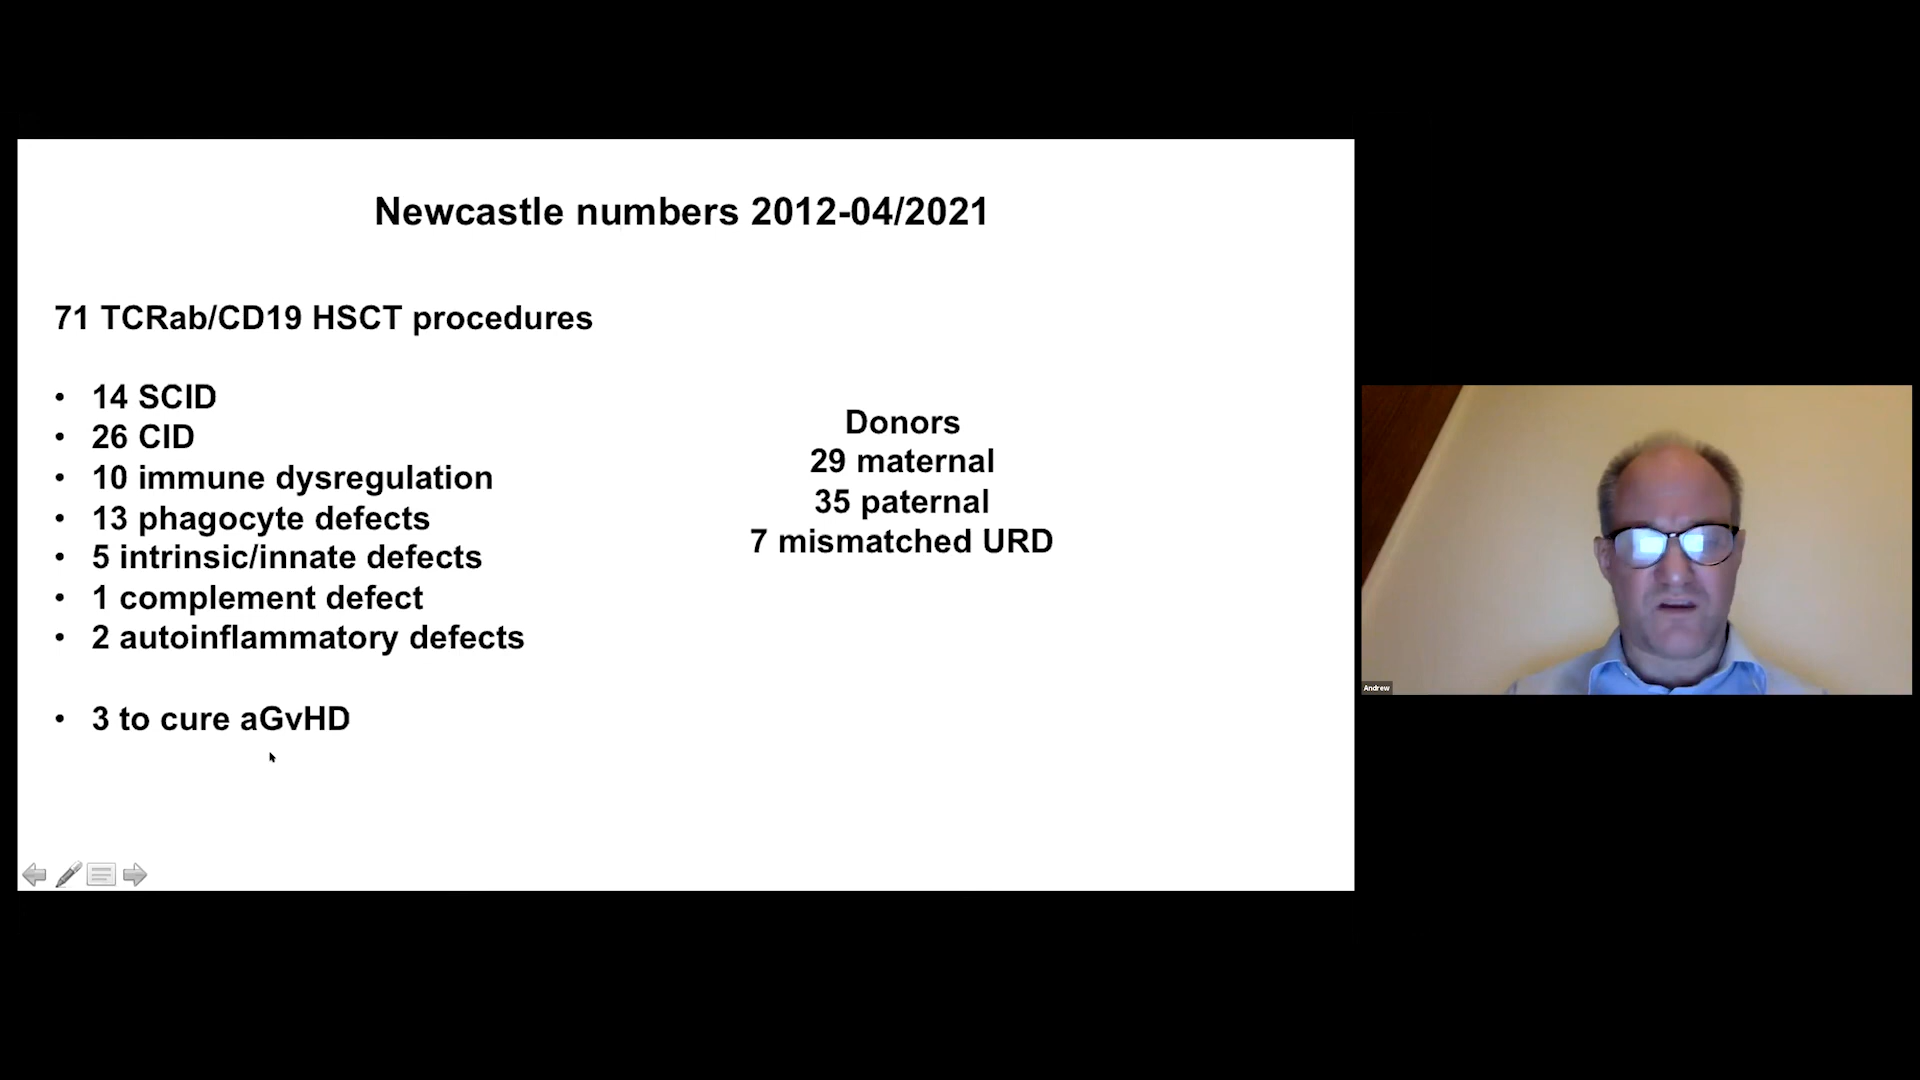 Newcastle numbers 2012-04/2021
71 TCRab/CD19 HSCT procedures
• 14 SCID
• 26 CID
• 10 immune dysregulation
• 13 phagocyte defects
• 5 intrinsic/innate defects
• 1 complement defect
• 2 autoinflammatory defects
• 3 to cure aGvHD
Donors
29 maternal
35 paternal
7 mismatched URD
Andrew